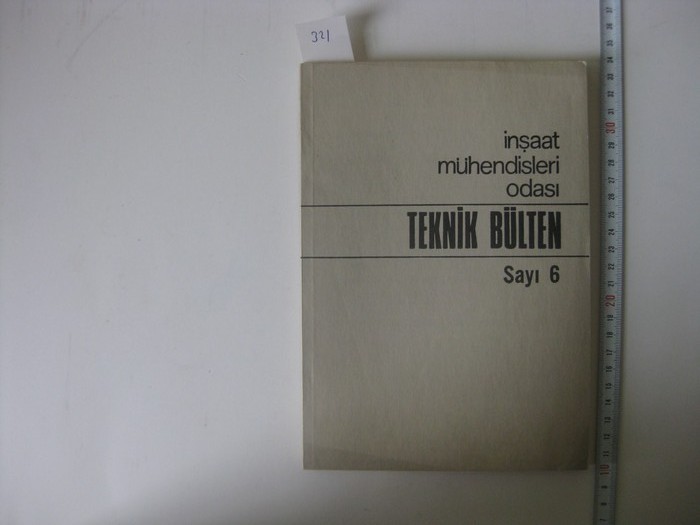 321
inşaat
mühendisleri
odası
TEKNİK BÜLTEN
Sayı 6